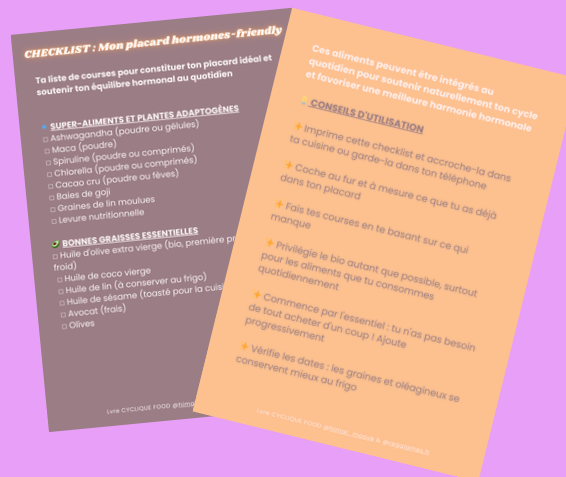 CHECKLIST : Mon placard hormones-friendly
Ta liste de courses pour constituer ton placard idéal et
soutenir ton équilibre hormonal au quotidien
SUPER-ALIMENTS ET PLANTES ADAPTOGÈNES
□ Ashwagandha (poudre ou gélules)
□ Maca (poudre)
□ Spiruline (poudre ou comprimés)
□ Chlorella (poudre ou comprimés)
□ Cacao cru (poudre ou fèves)
□ Baies de goji
□ Graines de lin moulues
□ Levure nutritionnelle
🥑 BONNES GRAISSES ESSENTIELLES
□ Huile d'olive extra vierge (bio, première
froid)
□ Huile de coco vierge
□ Huile de lin (à conserver au frigo)
□ Huile de sésame (toasté pour la
□ Avocat (frais)
□ Olives
Livre CYCLIQUE FOOD
Ces aliments peuvent être intégrés au
quotidien pour soutenir naturellement ton cycle
et favoriser une meilleure harmonie hormonale
💡 CONSEILS D'UTILISATION
✨ Imprime cette checklist et accroche-la dans
ta cuisine ou garde-la dans ton téléphone
✨ Coche au fur et à mesure ce que tu as déjà
dans ton placard
✨ Fais tes courses en te basant sur ce qui
manque
✨ Privilégie le bio autant que possible, surtout
pour les aliments que tu consommes
quotidiennement
✨ Commence par l'essentiel : tu n'as pas besoin
de tout acheter d'un coup ! Ajoute
progressivement
✨ Vérifie les dates : les graines et oléagineux se
conservent mieux au frigo
Livre CYCLIQUE FOOD